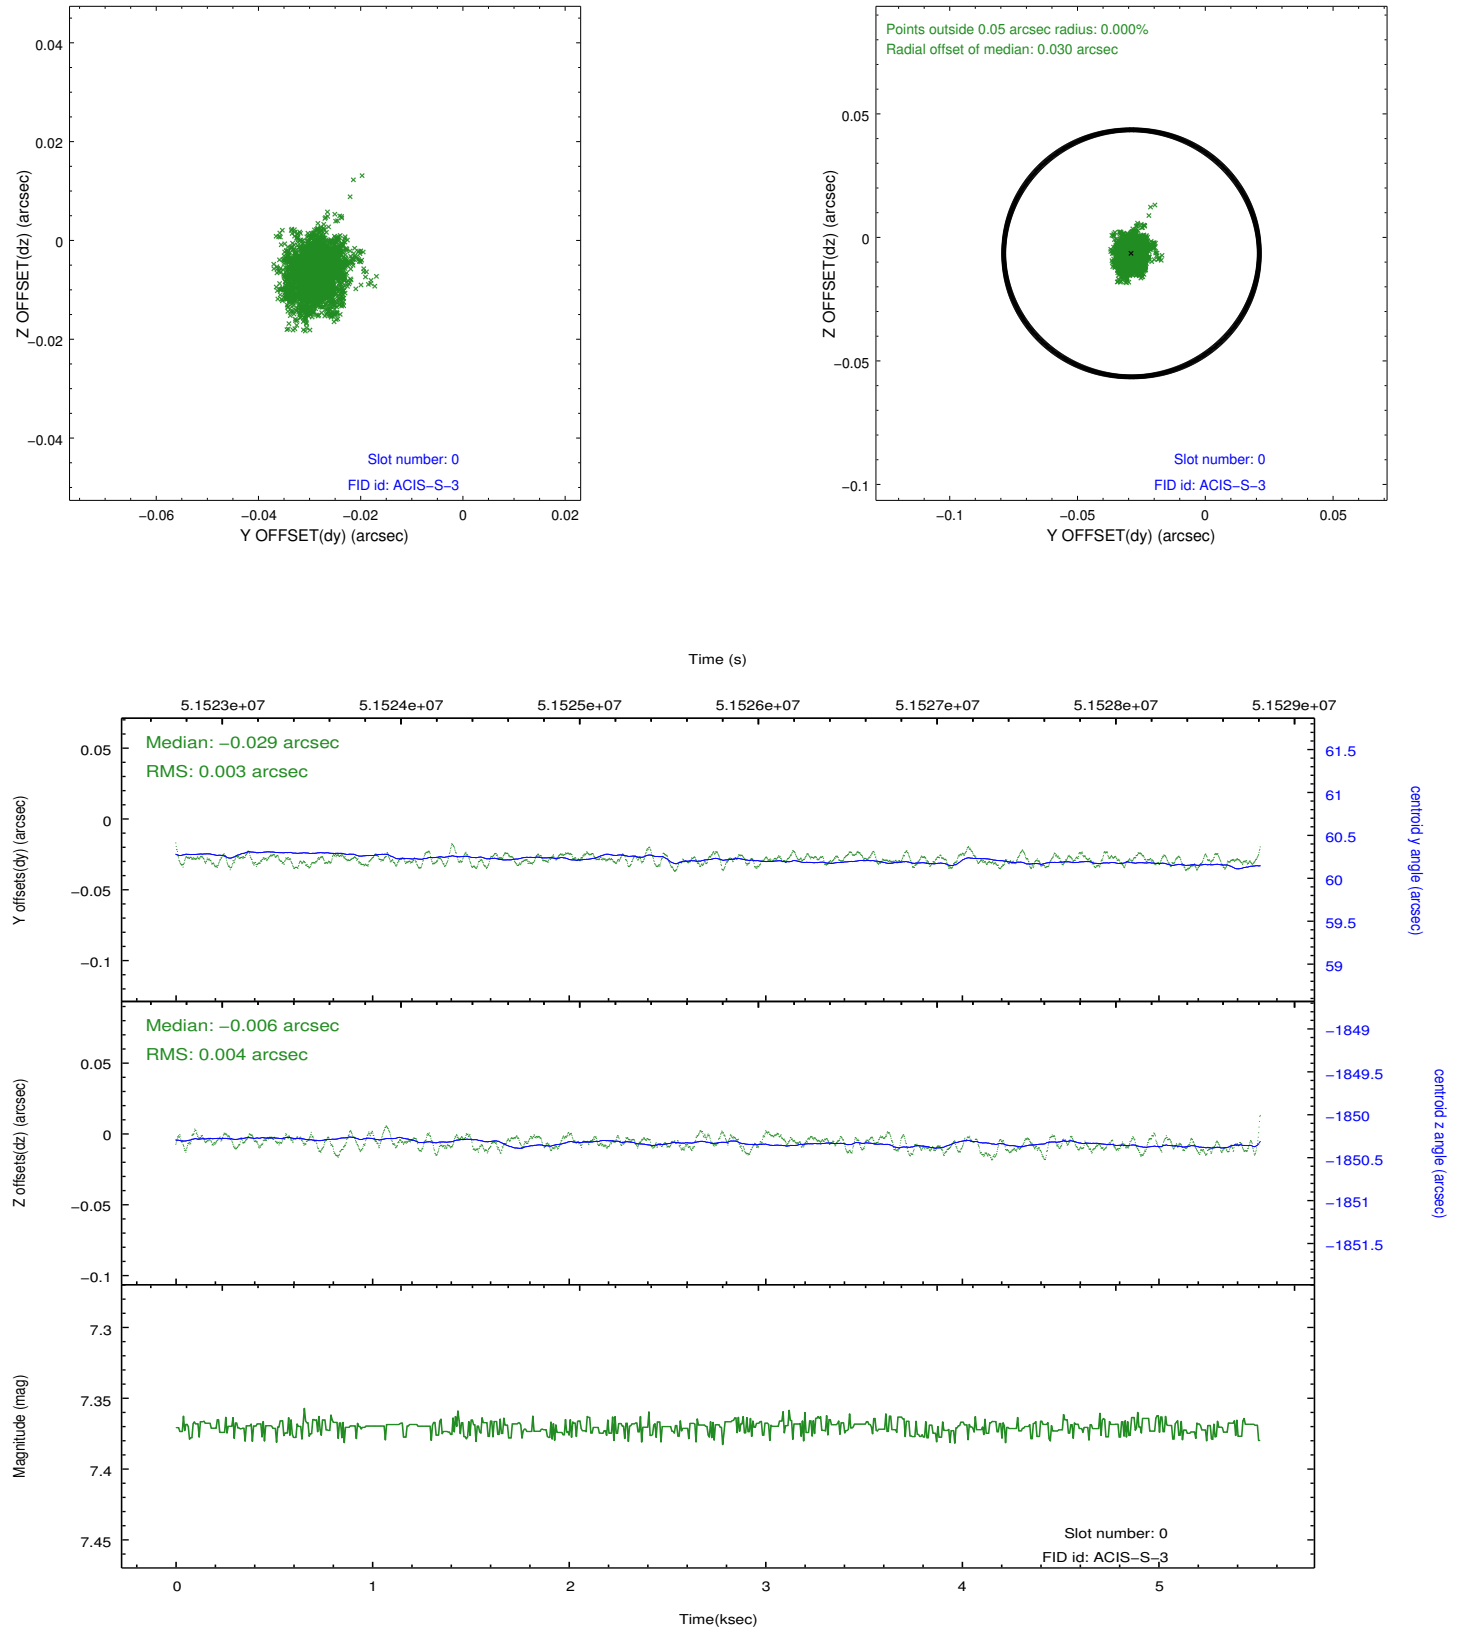 0.04
0.02
0
−0.02
−0.04
Z OFFSET(dz) (arcsec)
Slot number: 0
FID id: ACIS−S−3
−0.06
−0.04
−0.02
0
0.02
Y OFFSET(dy) (arcsec)
Points outside 0.05 arcsec radius: 0.000%
Radial offset of median: 0.030 arcsec
0.05
0
−0.05
−0.1
Z OFFSET(dz) (arcsec)
Slot number: 0
FID id: ACIS−S−3
−0.1
−0.05
0
0.05
Y OFFSET(dy) (arcsec)
Time (s)
5.1523e+07
5.1524e+07
5.1525e+07
5.1526e+07
5.1527e+07
5.1528e+07
5.1529e+07
Median: −0.029 arcsec
RMS: 0.003 arcsec
0.05
0
−0.05
−0.1
Y offsets(dy) (arcsec)
61.5
61
60.5
60
59.5
59
centroid y angle (arcsec)
Median: −0.006 arcsec
RMS: 0.004 arcsec
0.05
0
−0.05
−0.1
Z offsets(dz) (arcsec)
−1849
−1849.5
−1850
−1850.5
−1851
−1851.5
centroid z angle (arcsec)
7.3
7.35
7.4
7.45
Magnitude (mag)
Slot number: 0
FID id: ACIS−S−3
0
1
2
3
4
5
Time(ksec)